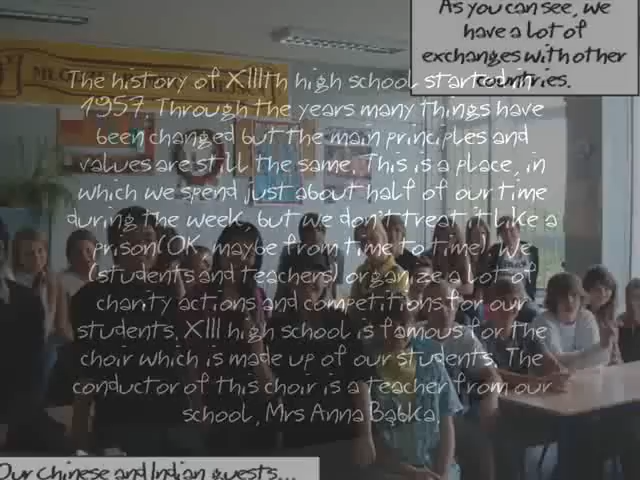 As you can see, we
have a lot of
exchanges with other
countries.
The history of XIIIth high school started in
1957. Through the years many things have
been changed but the main principles and
values are still the same. This is a place, in
which we spend just about half of our time
during the week, but we don't treat it like a
prison(OK, maybe from time to time). We
(students and teachers) organize a lot of
charity actions and competitions for our
students. XIII high school is famous for the
choir which is made up of our students. The
conductor of this choir is a teacher from our
school, Mrs Anna Babka.
Our Chinese and Indian guests...